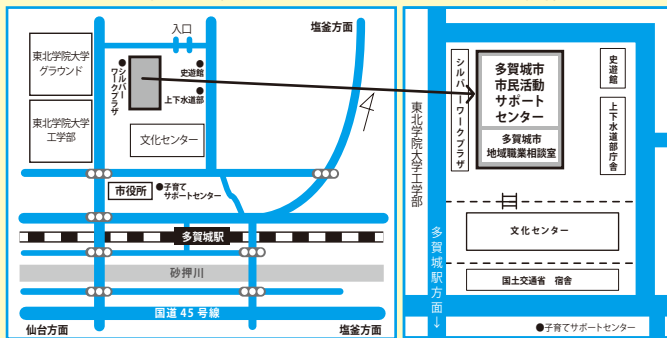 入口
塩釜方面
東北学院大学
グラウンド
●シルバー
ワークプラザ
●
史遊館
●
上下水道部
東北学院大学
工学部
文化センター
市役所
●子育て
サポートセンター
多賀城駅
砂押川
国道45号線
仙台方面
塩釜方面
シルバーワークプラザ
多賀城市
市民活動
サポート
センター
多賀城市
地域職業相談室
史遊館
上下水道部庁舎
東北学院大学工学部
文化センター
多賀城駅方面→
国土交通省 宿舎
●子育てサポートセンター